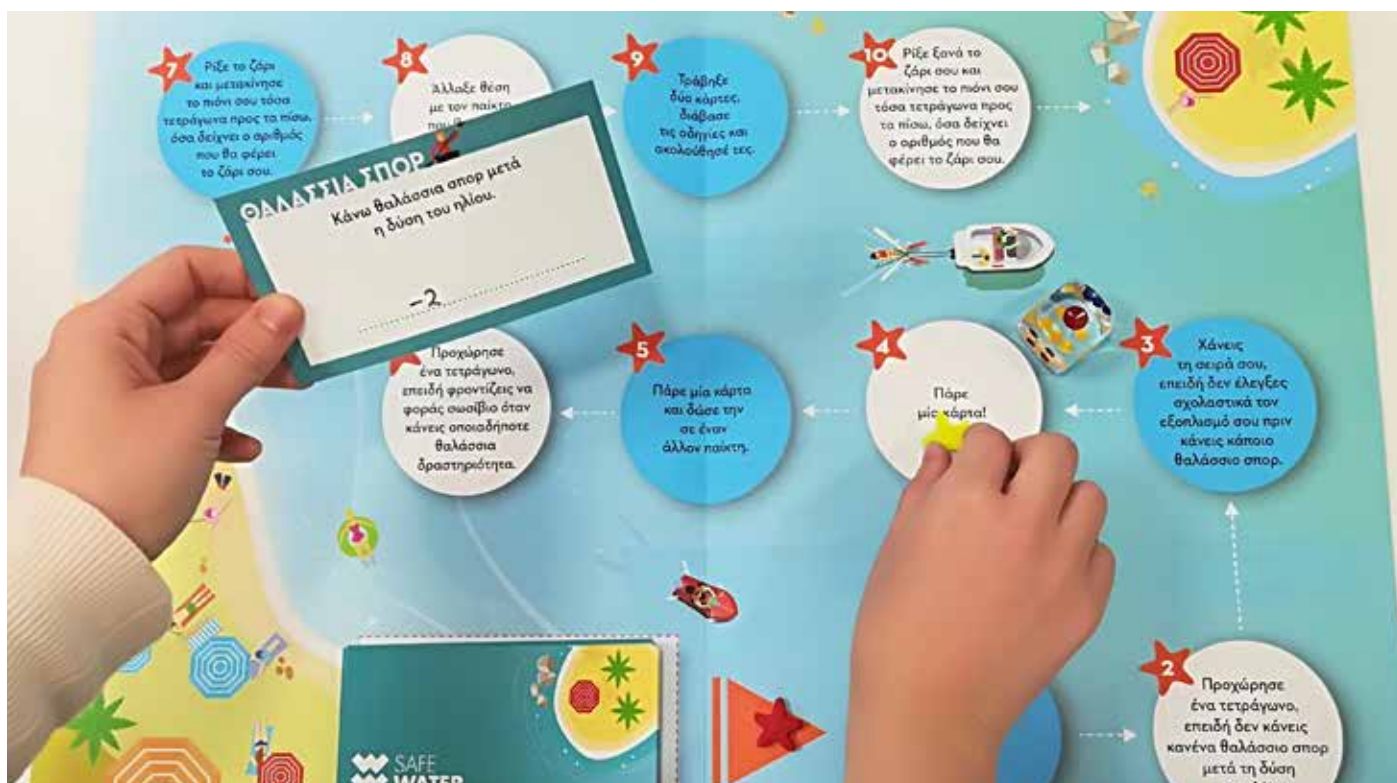 7
Ρίξε το ζάρι
και μετακίνησε
το πιόνι σου τόσα
τετράγωνα προς τα πίσω,
όσα δείχνει ο αριθμός
που θα φέρει
το ζάρι σου.
8
Άλλαξε θέση
με τον παίκτη
που
9
Τράβηξε
δύο κάρτες,
διάβασε
τις οδηγίες και
ακολούθησέ τες.
10
Ρίξε ξανά το
ζάρι σου και
μετακίνησε το πιόνι σου
τόσα τετράγωνα προς
τα πίσω, όσα δείχνει
ο αριθμός που θα
φέρει το ζάρι σου.
ΘΑΛΑΣΣΙΑ ΣΠΟΡ
Κάνω θαλάσσια σπορ μετά
η δύση του ηλίου.
-2
Προχώρησε
ένα τετράγωνο,
επειδή φροντίζεις να
φοράς σωσίβιο όταν
κάνεις οποιαδήποτε
θαλάσσια
δραστηριότητα.
5
Πάρε μία κάρτα
και δώσε την
σε έναν
άλλον παίκτη.
4
Πάρε
μία κάρτα!
3
Χάνεις
τη σειρά σου,
επειδή δεν έλεγξες
σχολαστικά τον
εξοπλισμό σου πριν
κάνεις κάποιο
θαλάσσιο σπορ.
2
Προχώρησε
ένα τετράγωνο,
επειδή δεν κάνεις
κανένα θαλάσσιο σπορ
μετά τη δύση
SAFE
WATER